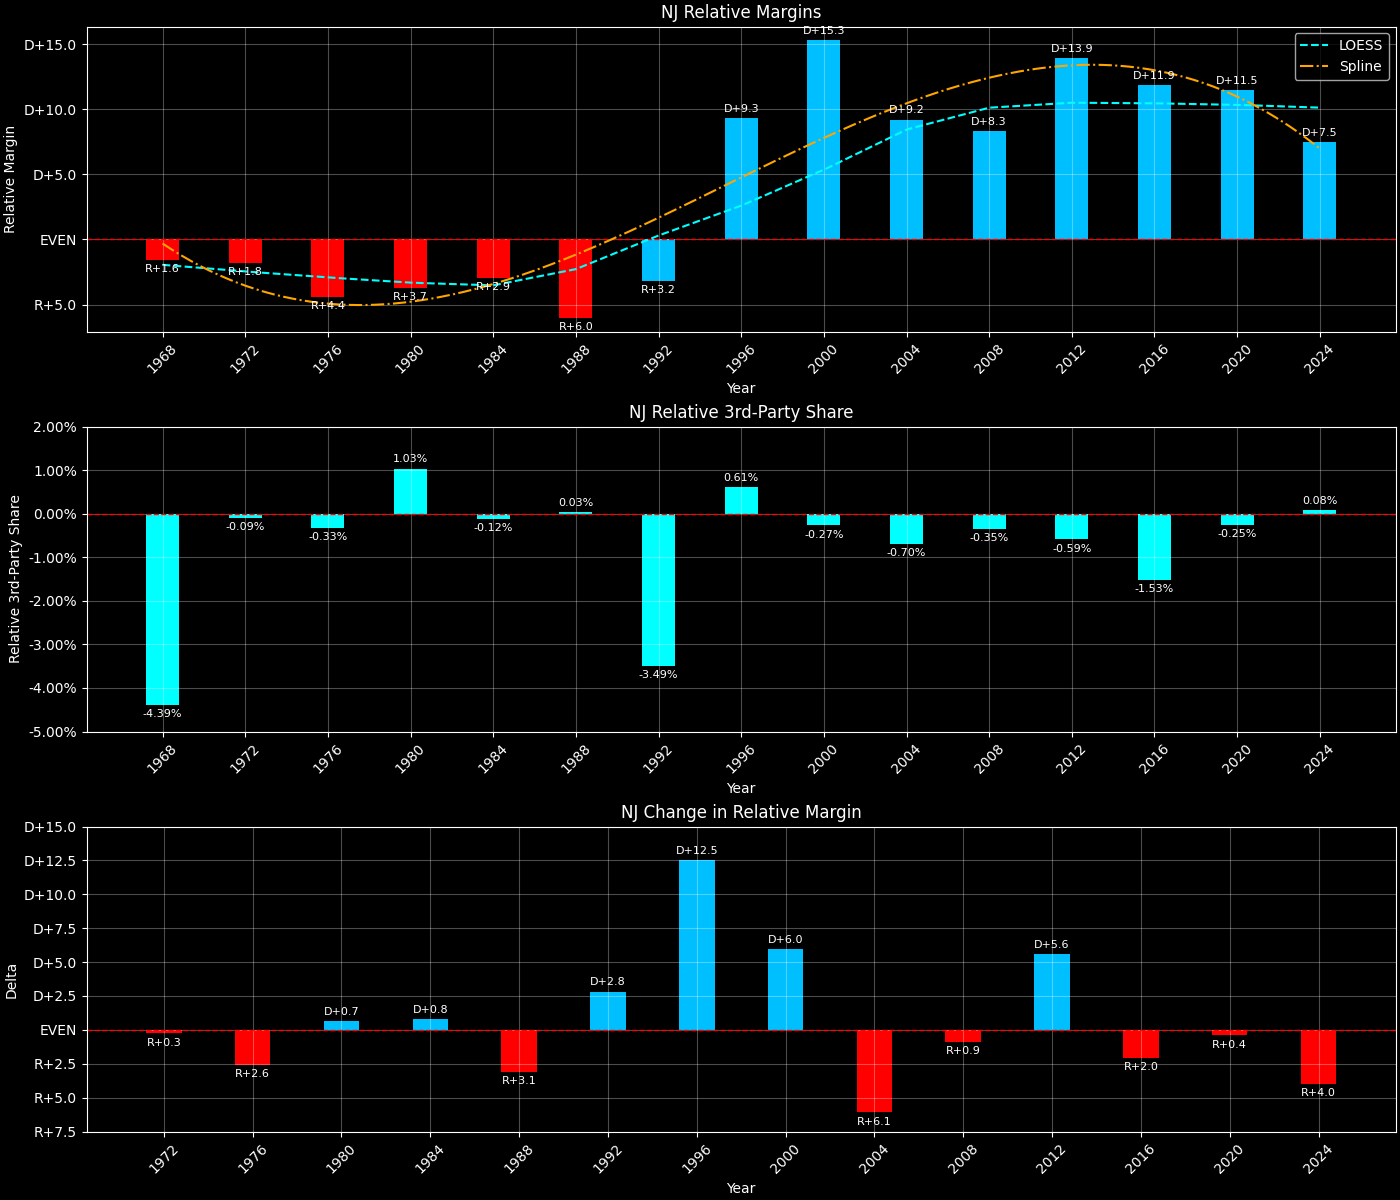 NJ Relative Margins
Relative Margin
D+15.0
D+10.0
D+5.0
EVEN
R+5.0
LOESS
Spline
R+1.6
R+1.8
R+4.4
R+3.7
R+2.9
R+6.0
R+3.2
D+9.3
D+15.3
D+9.2
D+8.3
D+13.9
D+11.9
D+11.5
D+7.5
1968 1972 1976 1980 1984 1988 1992 1996 2000 2004 2008 2012 2016 2020 2024
Year
NJ Relative 3rd-Party Share
Relative 3rd-Party Share
2.00%
1.00%
0.00%
-1.00%
-2.00%
-3.00%
-4.00%
-5.00%
-4.39%
-0.09%
-0.33%
1.03%
-0.12%
0.03%
-3.49%
0.61%
-0.27%
-0.70%
-0.35%
-0.59%
-1.53%
-0.25%
0.08%
1968 1972 1976 1980 1984 1988 1992 1996 2000 2004 2008 2012 2016 2020 2024
Year
NJ Change in Relative Margin
Delta
D+15.0
D+12.5
D+10.0
D+7.5
D+5.0
D+2.5
EVEN
R+2.5
R+5.0
R+7.5
R+0.3
R+2.6
D+0.7
D+0.8
R+3.1
D+2.8
D+12.5
D+6.0
R+6.1
R+0.9
D+5.6
R+2.0
R+0.4
R+4.0
1972 1976 1980 1984 1988 1992 1996 2000 2004 2008 2012 2016 2020 2024
Year